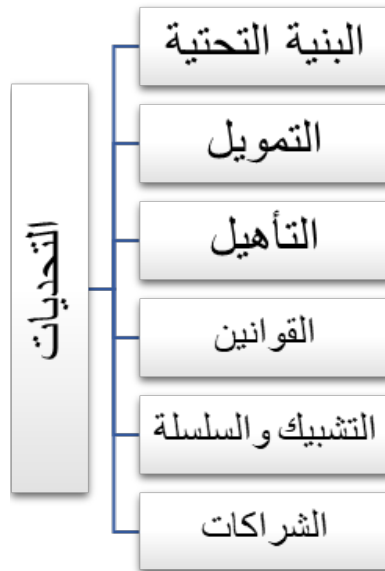 التحديات
البنية التحتية
التمويل
التأهيل
القوانين
التشبيك والسلسلة
الشراكات